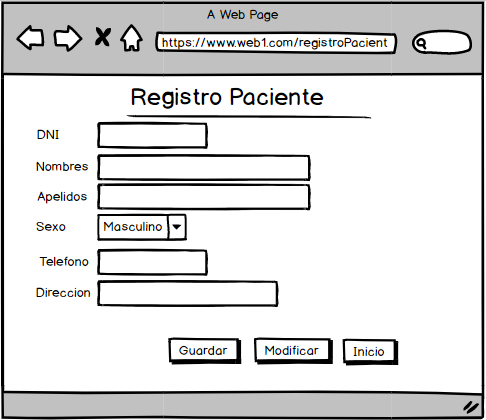 A Web Page
https://www.web1.com/registroPacient
Registro Paciente
DNI
Nombres
Apelidos
Sexo Masculino
Telefono
Direccion
Guardar Modificar Inicio